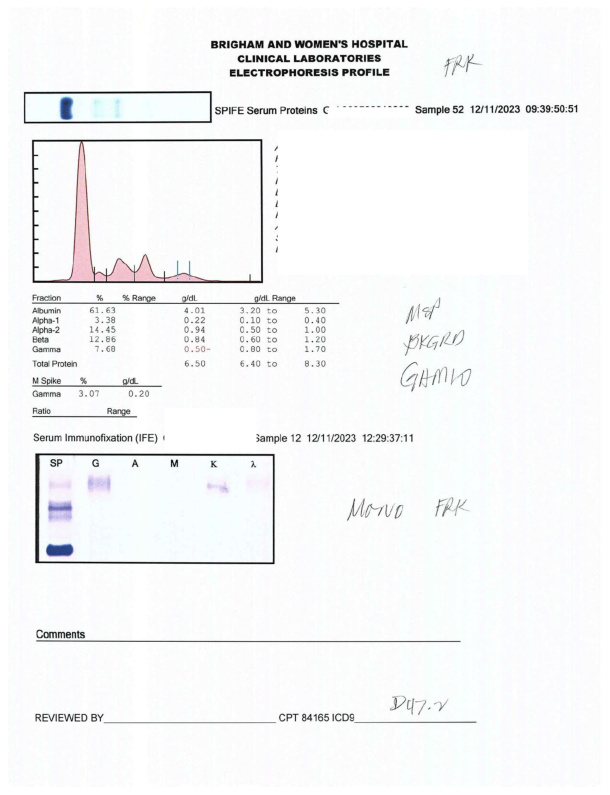 BRIGHAM AND WOMEN'S HOSPITAL
CLINICAL LABORATORIES
ELECTROPHORESIS PROFILE
FRK
SPIFE Serum Proteins C Sample 52 12/11/2023 09:39:50:51
Fraction % % Range g/dL g/dL Range
Albumin 61.63 4.01 3.20 to 5.30
Alpha-1 3.38 0.22 0.10 to 0.40
Alpha-2 14.45 0.94 0.50 to 1.00
Beta 12.86 0.84 0.60 to 1.20
Gamma 7.68 0.50- 0.80 to 1.70
Total Protein 6.50 6.40 to 8.30
BKGRD
M Spike % g/dL
Gamma 3.07 0.20
Ratio Range
Serum Immunofixation (IFE) Sample 12 12/11/2023 12:29:37:11
SP G A M K λ
MONO FRK
Comments
D47.2
REVIEWED BY CPT 84165 ICD9